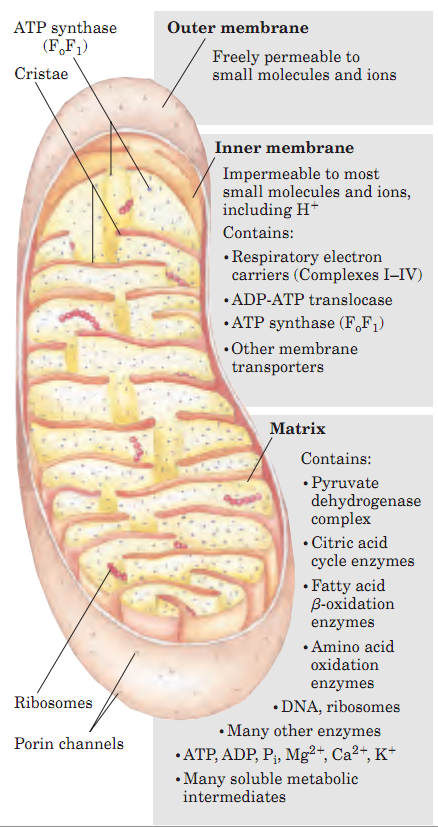 ATP synthase
(FₒF₁)
Cristae
Outer membrane
Freely permeable to
small molecules and ions
Inner membrane
Impermeable to most
small molecules and ions,
including H⁺
Contains:
• Respiratory electron
carriers (Complexes I–IV)
• ADP-ATP translocase
• ATP synthase (FₒF₁)
• Other membrane
transporters
Matrix
Contains:
• Pyruvate
dehydrogenase
complex
• Citric acid
cycle enzymes
• Fatty acid
β-oxidation
enzymes
• Amino acid
oxidation
enzymes
• DNA, ribosomes
• Many other enzymes
• ATP, ADP, Pᵢ, Mg²⁺, Ca²⁺, K⁺
• Many soluble metabolic
intermediates
Ribosomes
Porin channels